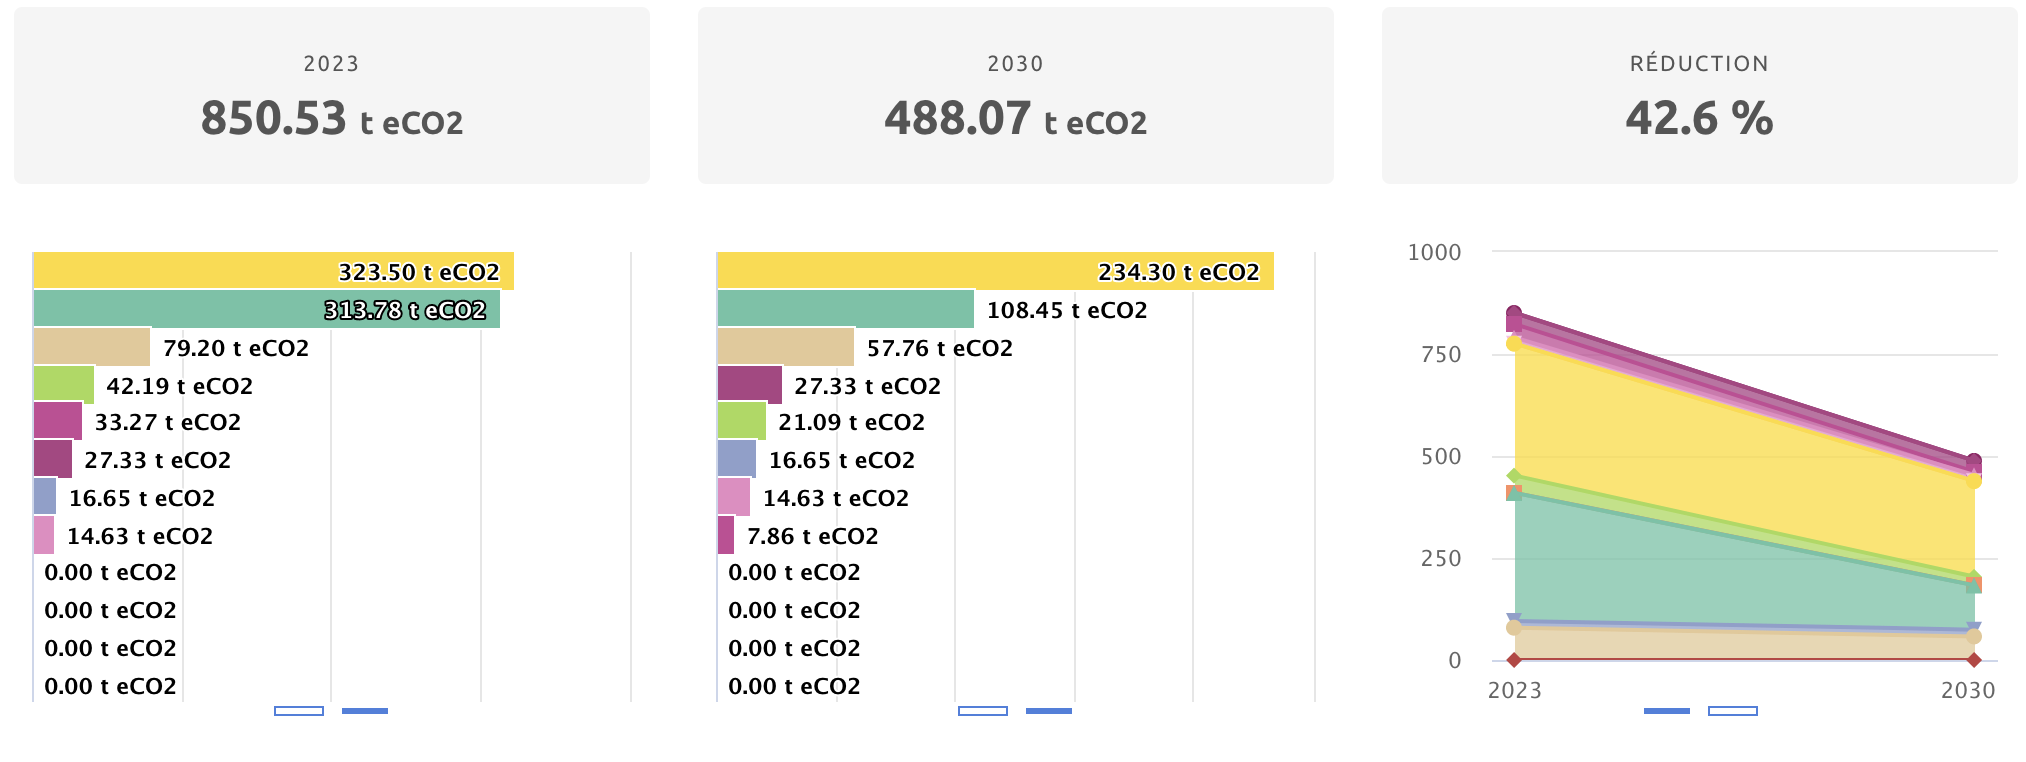 2023
850.53 t eCO2
323.50 t eCO2
313.78 t eCO2
79.20 t eCO2
42.19 t eCO2
33.27 t eCO2
27.33 t eCO2
16.65 t eCO2
14.63 t eCO2
0.00 t eCO2
0.00 t eCO2
0.00 t eCO2
0.00 t eCO2
2030
488.07 t eCO2
234.30 t eCO2
108.45 t eCO2
57.76 t eCO2
27.33 t eCO2
21.09 t eCO2
16.65 t eCO2
14.63 t eCO2
7.86 t eCO2
0.00 t eCO2
0.00 t eCO2
0.00 t eCO2
0.00 t eCO2
RÉDUCTION
42.6 %
1000
750
500
250
0
2023 2030